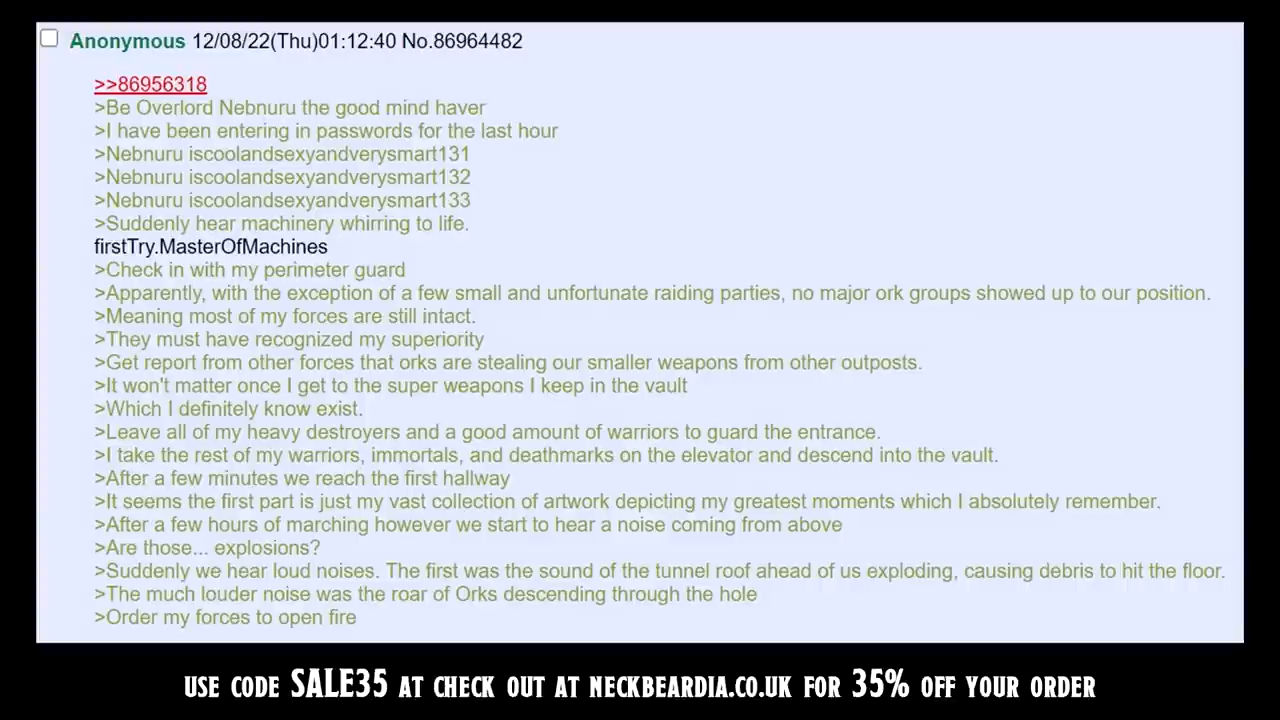 Anonymous 12/08/22(Thu)01:12:40 No.86964482
>>86956318
>Be Overlord Nebnuru the good mind haver
>I have been entering in passwords for the last hour
>Nebnuru iscoolandsexyandverysmart131
>Nebnuru iscoolandsexyandverysmart132
>Nebnuru iscoolandsexyandverysmart133
>Suddenly hear machinery whirring to life.
firstTry.MasterOfMachines
>Check in with my perimeter guard
>Apparently, with the exception of a few small and unfortunate raiding parties, no major ork groups showed up to our position.
>Meaning most of my forces are still intact.
>They must have recognized my superiority
>Get report from other forces that orks are stealing our smaller weapons from other outposts.
>It won't matter once I get to the super weapons I keep in the vault
>Which I definitely know exist.
>Leave all of my heavy destroyers and a good amount of warriors to guard the entrance.
>I take the rest of my warriors, immortals, and deathmarks on the elevator and descend into the vault.
>After a few minutes we reach the first hallway
>It seems the first part is just my vast collection of artwork depicting my greatest moments which I absolutely remember.
>After a few hours of marching however we start to hear a noise coming from above
>Are those... explosions?
>Suddenly we hear loud noises. The first was the sound of the tunnel roof ahead of us exploding, causing debris to hit the floor.
>The much louder noise was the roar of Orks descending through the hole
>Order my forces to open fire
USE CODE SALE35 AT CHECK OUT AT NECKBEARDIA.CO.UK FOR 35% OFF YOUR ORDER